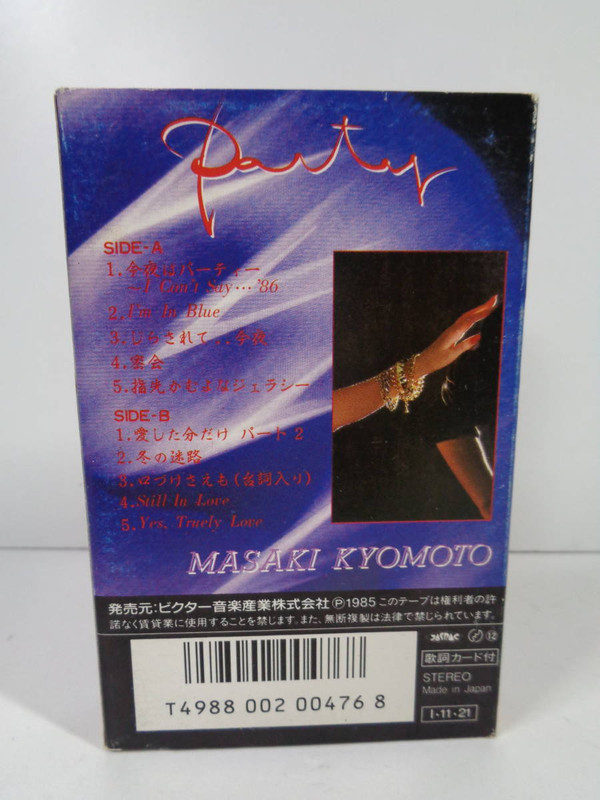 Party
SIDE-A
1.今夜はパーティー
~I Can't Say…'86
2.I'm In Blue
3.じらされて..今夜
4.密会
5.指先かむよなジェラシー
SIDE-B
1.愛した分だけ パート 2
2.冬の迷路
3.口づけさえも(台詞入り)
4.Still In Love
5.Yes, Truely Love
MASAKI KYOMOTO
発売元:ビクター音楽産業株式会社 Ⓟ1985 このテープは権利者の許
諾なく賃貸業に使用することを禁じます。また、無断複製は法律で禁じられています。
JASRAC ⑫
歌詞カード付
STEREO
Made in Japan
I-11-21
T4988 002 00476 8